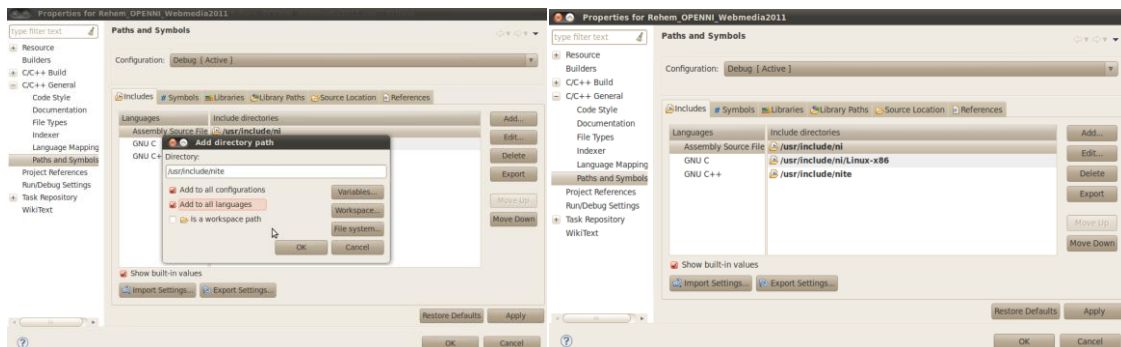 Properties for Rehem_OPENNI_Webmedia2011
type filter text
Resource
Builders
C/C++ Build
C/C++ General
Code Style
Documentation
File Types
Indexer
Language Mapping
Paths and Symbols
Project References
Run/Debug Settings
Task Repository
WikiText
Paths and Symbols
Configuration: Debug [ Active ]
Includes # Symbols Libraries Library Paths Source Location References
Languages Include directories
Assembly Source File /usr/include/ni
GNU C
GNU C+
Add directory path
Directory:
/usr/include/nite
Add to all configurations
Add to all languages
Is a workspace path
Variables...
Workspace...
File system...
OK Cancel
Add...
Edit...
Delete
Export
Move Up
Move Down
Show built-in values
Import Settings... Export Settings...
Restore Defaults Apply
OK Cancel
Properties for Rehem_OPENNI_Webmedia2011
type filter text
Resource
Builders
C/C++ Build
C/C++ General
Code Style
Documentation
File Types
Indexer
Language Mapping
Paths and Symbols
Project References
Run/Debug Settings
Task Repository
WikiText
Paths and Symbols
Configuration: Debug [ Active ]
Includes # Symbols Libraries Library Paths Source Location References
Languages Include directories
Assembly Source File /usr/include/ni
GNU C /usr/include/ni/Linux-x86
GNU C++ /usr/include/nite
Add...
Edit...
Delete
Export
Move Up
Move Down
Show built-in values
Import Settings... Export Settings...
Restore Defaults Apply
OK Cancel